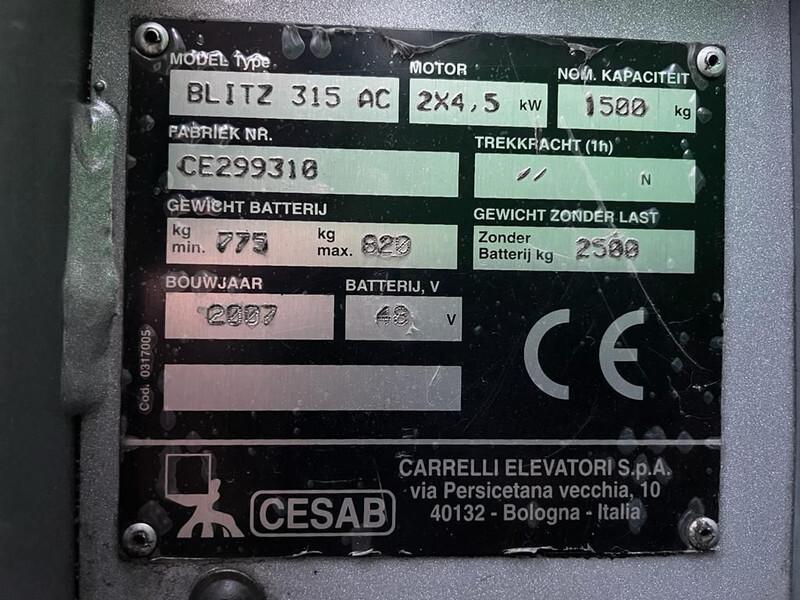 MODEL Type MOTOR NOM. KAPACITEIT
BLITZ 315 AC 2X4,5 kW 1500 kg
FABRIEK NR. TREKKRACHT (1h)
CE299310 // N
GEWICHT BATTERIJ GEWICHT ZONDER LAST
kg min. 775 kg max. 820 Zonder Batterij kg 2500
BOUWJAAR BATTERIJ, V
2007 48 V
CE
Cod. 0317005
CESAB
CARRELLI ELEVATORI S.p.A.
via Persicetana vecchia, 10
40132 - Bologna - Italia